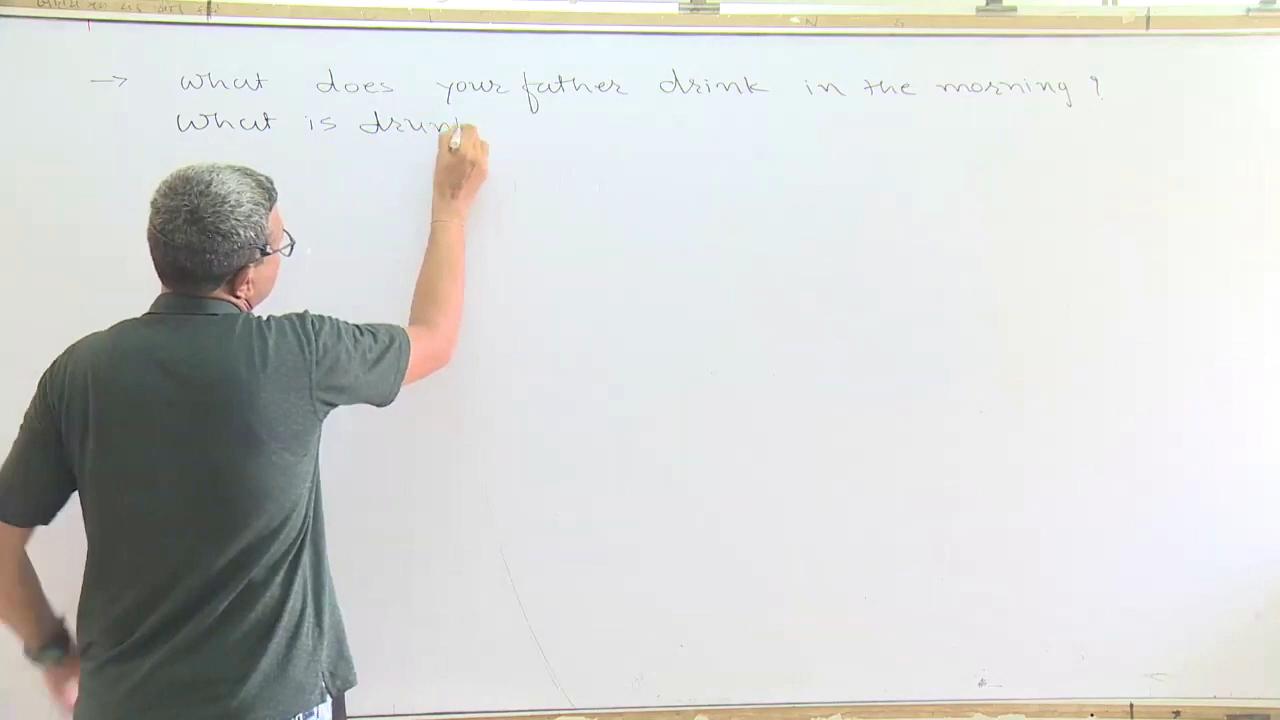 → What does your father drink in the morning ?
What is drun